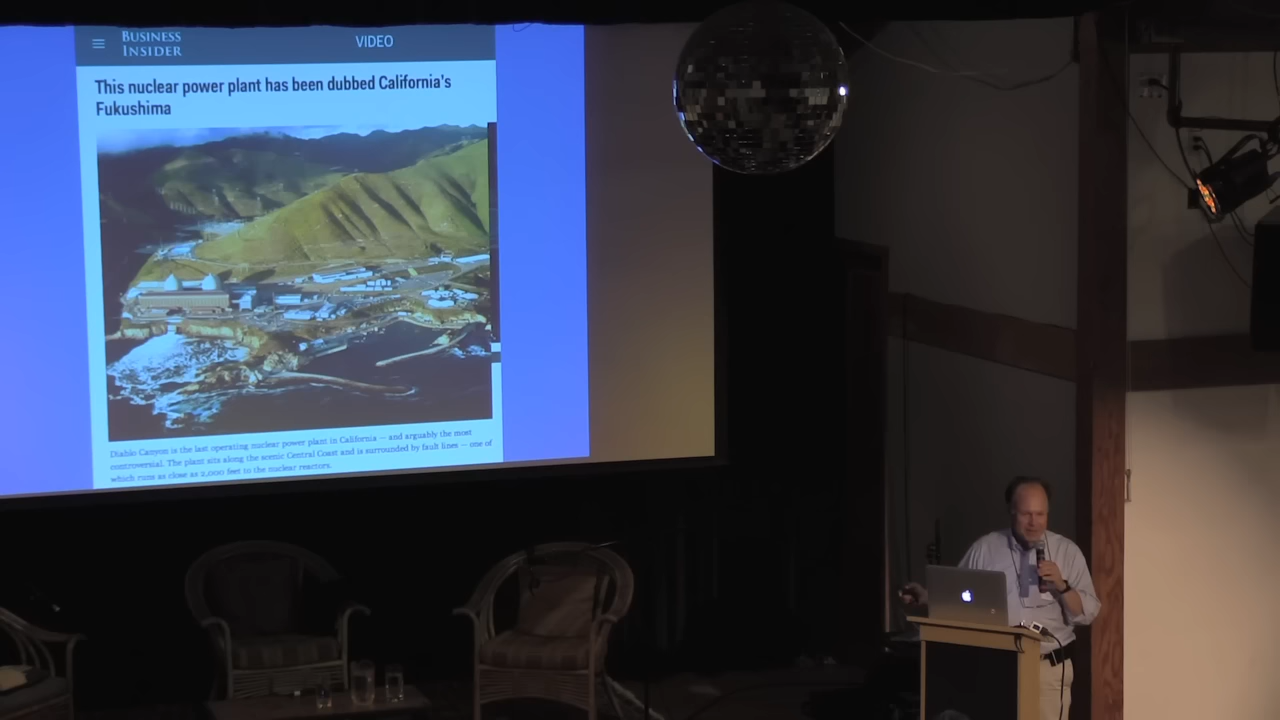 BUSINESS
INSIDER
VIDEO
This nuclear power plant has been dubbed California's
Fukushima
Diablo Canyon is the last operating nuclear power plant in California — and arguably the most
controversial. The plant sits along the scenic Central Coast and is surrounded by fault lines — one of
which runs as close as 2,000 feet to the nuclear reactors.